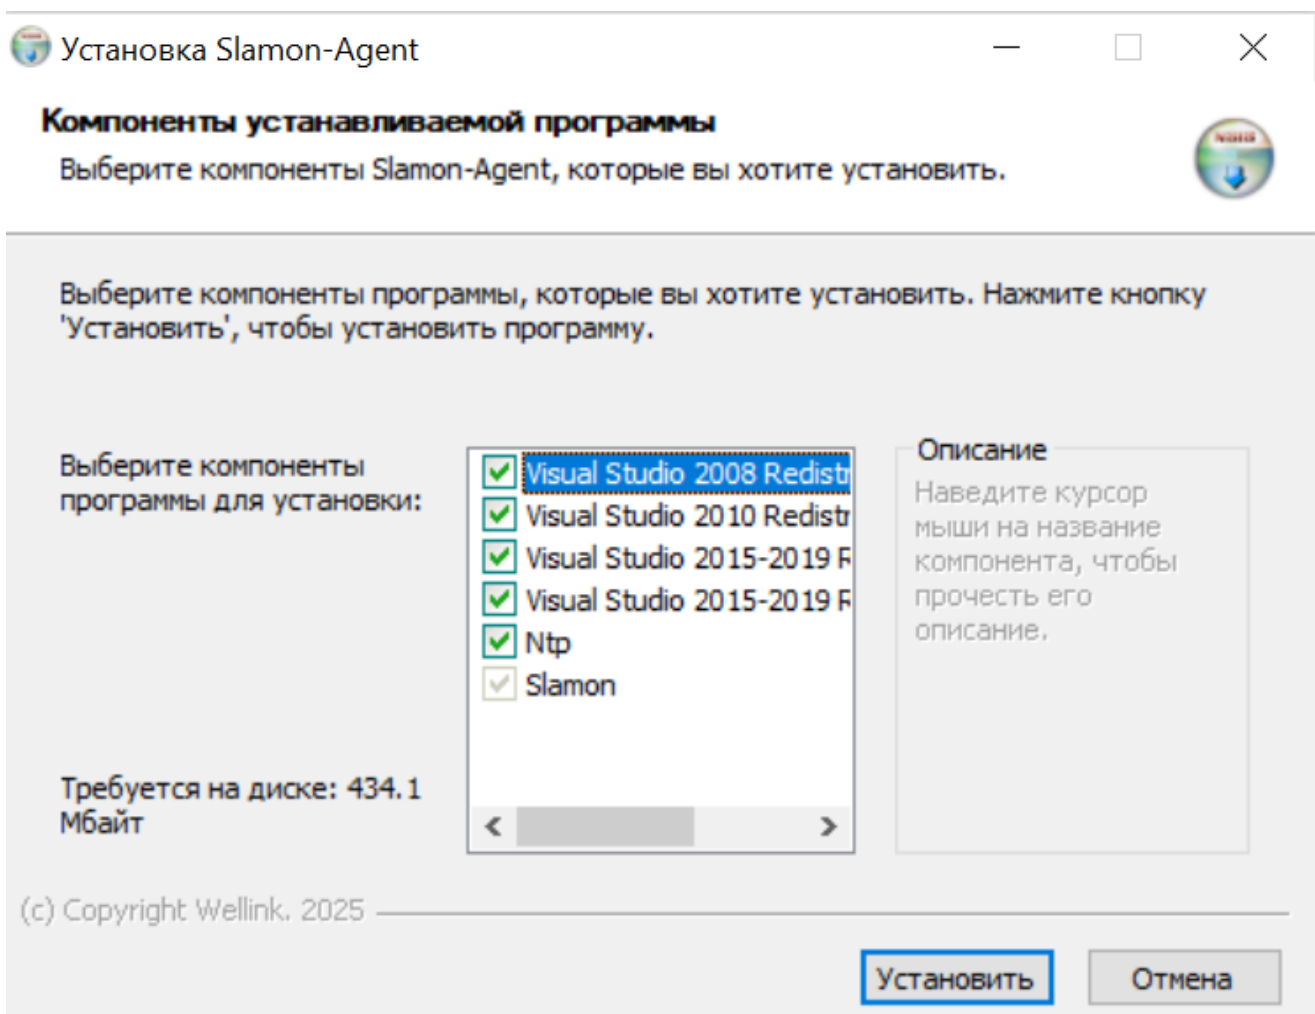 Установка Slamon-Agent
Компоненты устанавливаемой программы
Выберите компоненты Slamon-Agent, которые вы хотите установить.
Выберите компоненты программы, которые вы хотите установить. Нажмите кнопку
'Установить', чтобы установить программу.
Выберите компоненты
программы для установки:
Visual Studio 2008 Redistr
Visual Studio 2010 Redistr
Visual Studio 2015-2019 R
Visual Studio 2015-2019 R
Ntp
Slamon
Описание
Наведите курсор
мыши на название
компонента, чтобы
прочесть его
описание.
Требуется на диске: 434.1
Мбайт
(c) Copyright Wellink. 2025
Установить
Отмена